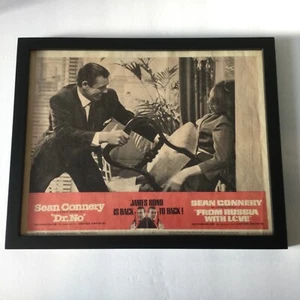 Sean Connery
"Dr. No"
JAMES BOND
IS BACK TO BACK!
SEAN CONNERY
"FROM RUSSIA
WITH LOVE"